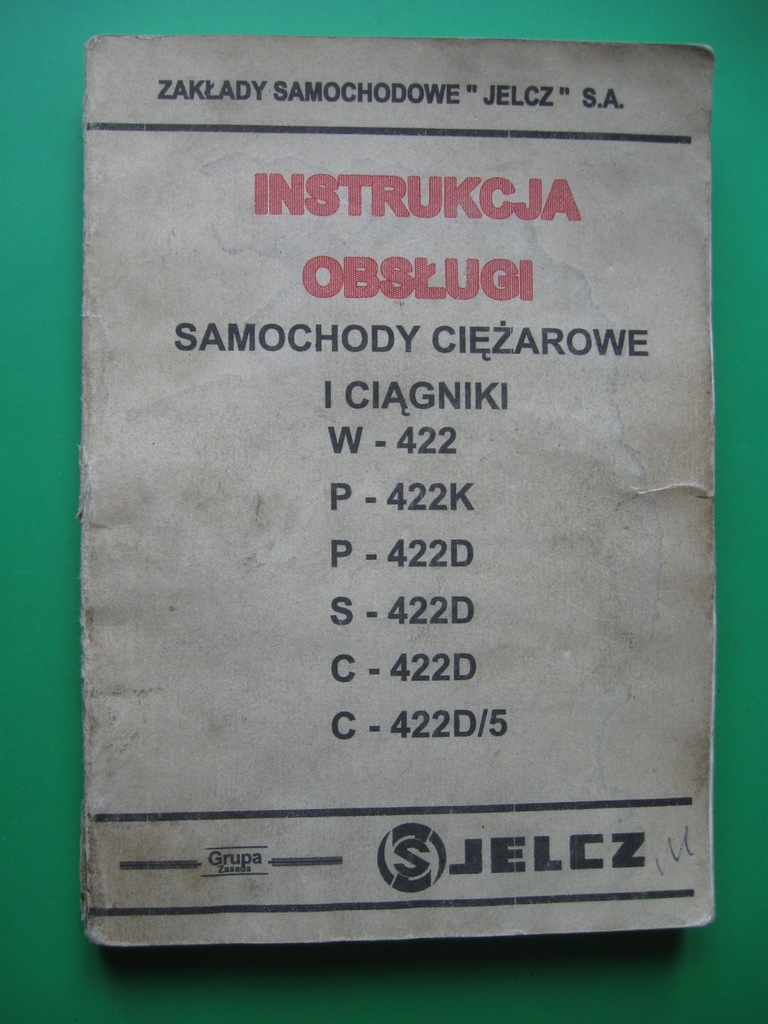 ZAKŁADY SAMOCHODOWE " JELCZ " S.A.
INSTRUKCJA
OBSŁUGI
SAMOCHODY CIĘŻAROWE
I CIĄGNIKI
W - 422
P - 422K
P - 422D
S - 422D
C - 422D
C - 422D/5
Grupa
Zasada
JELCZ